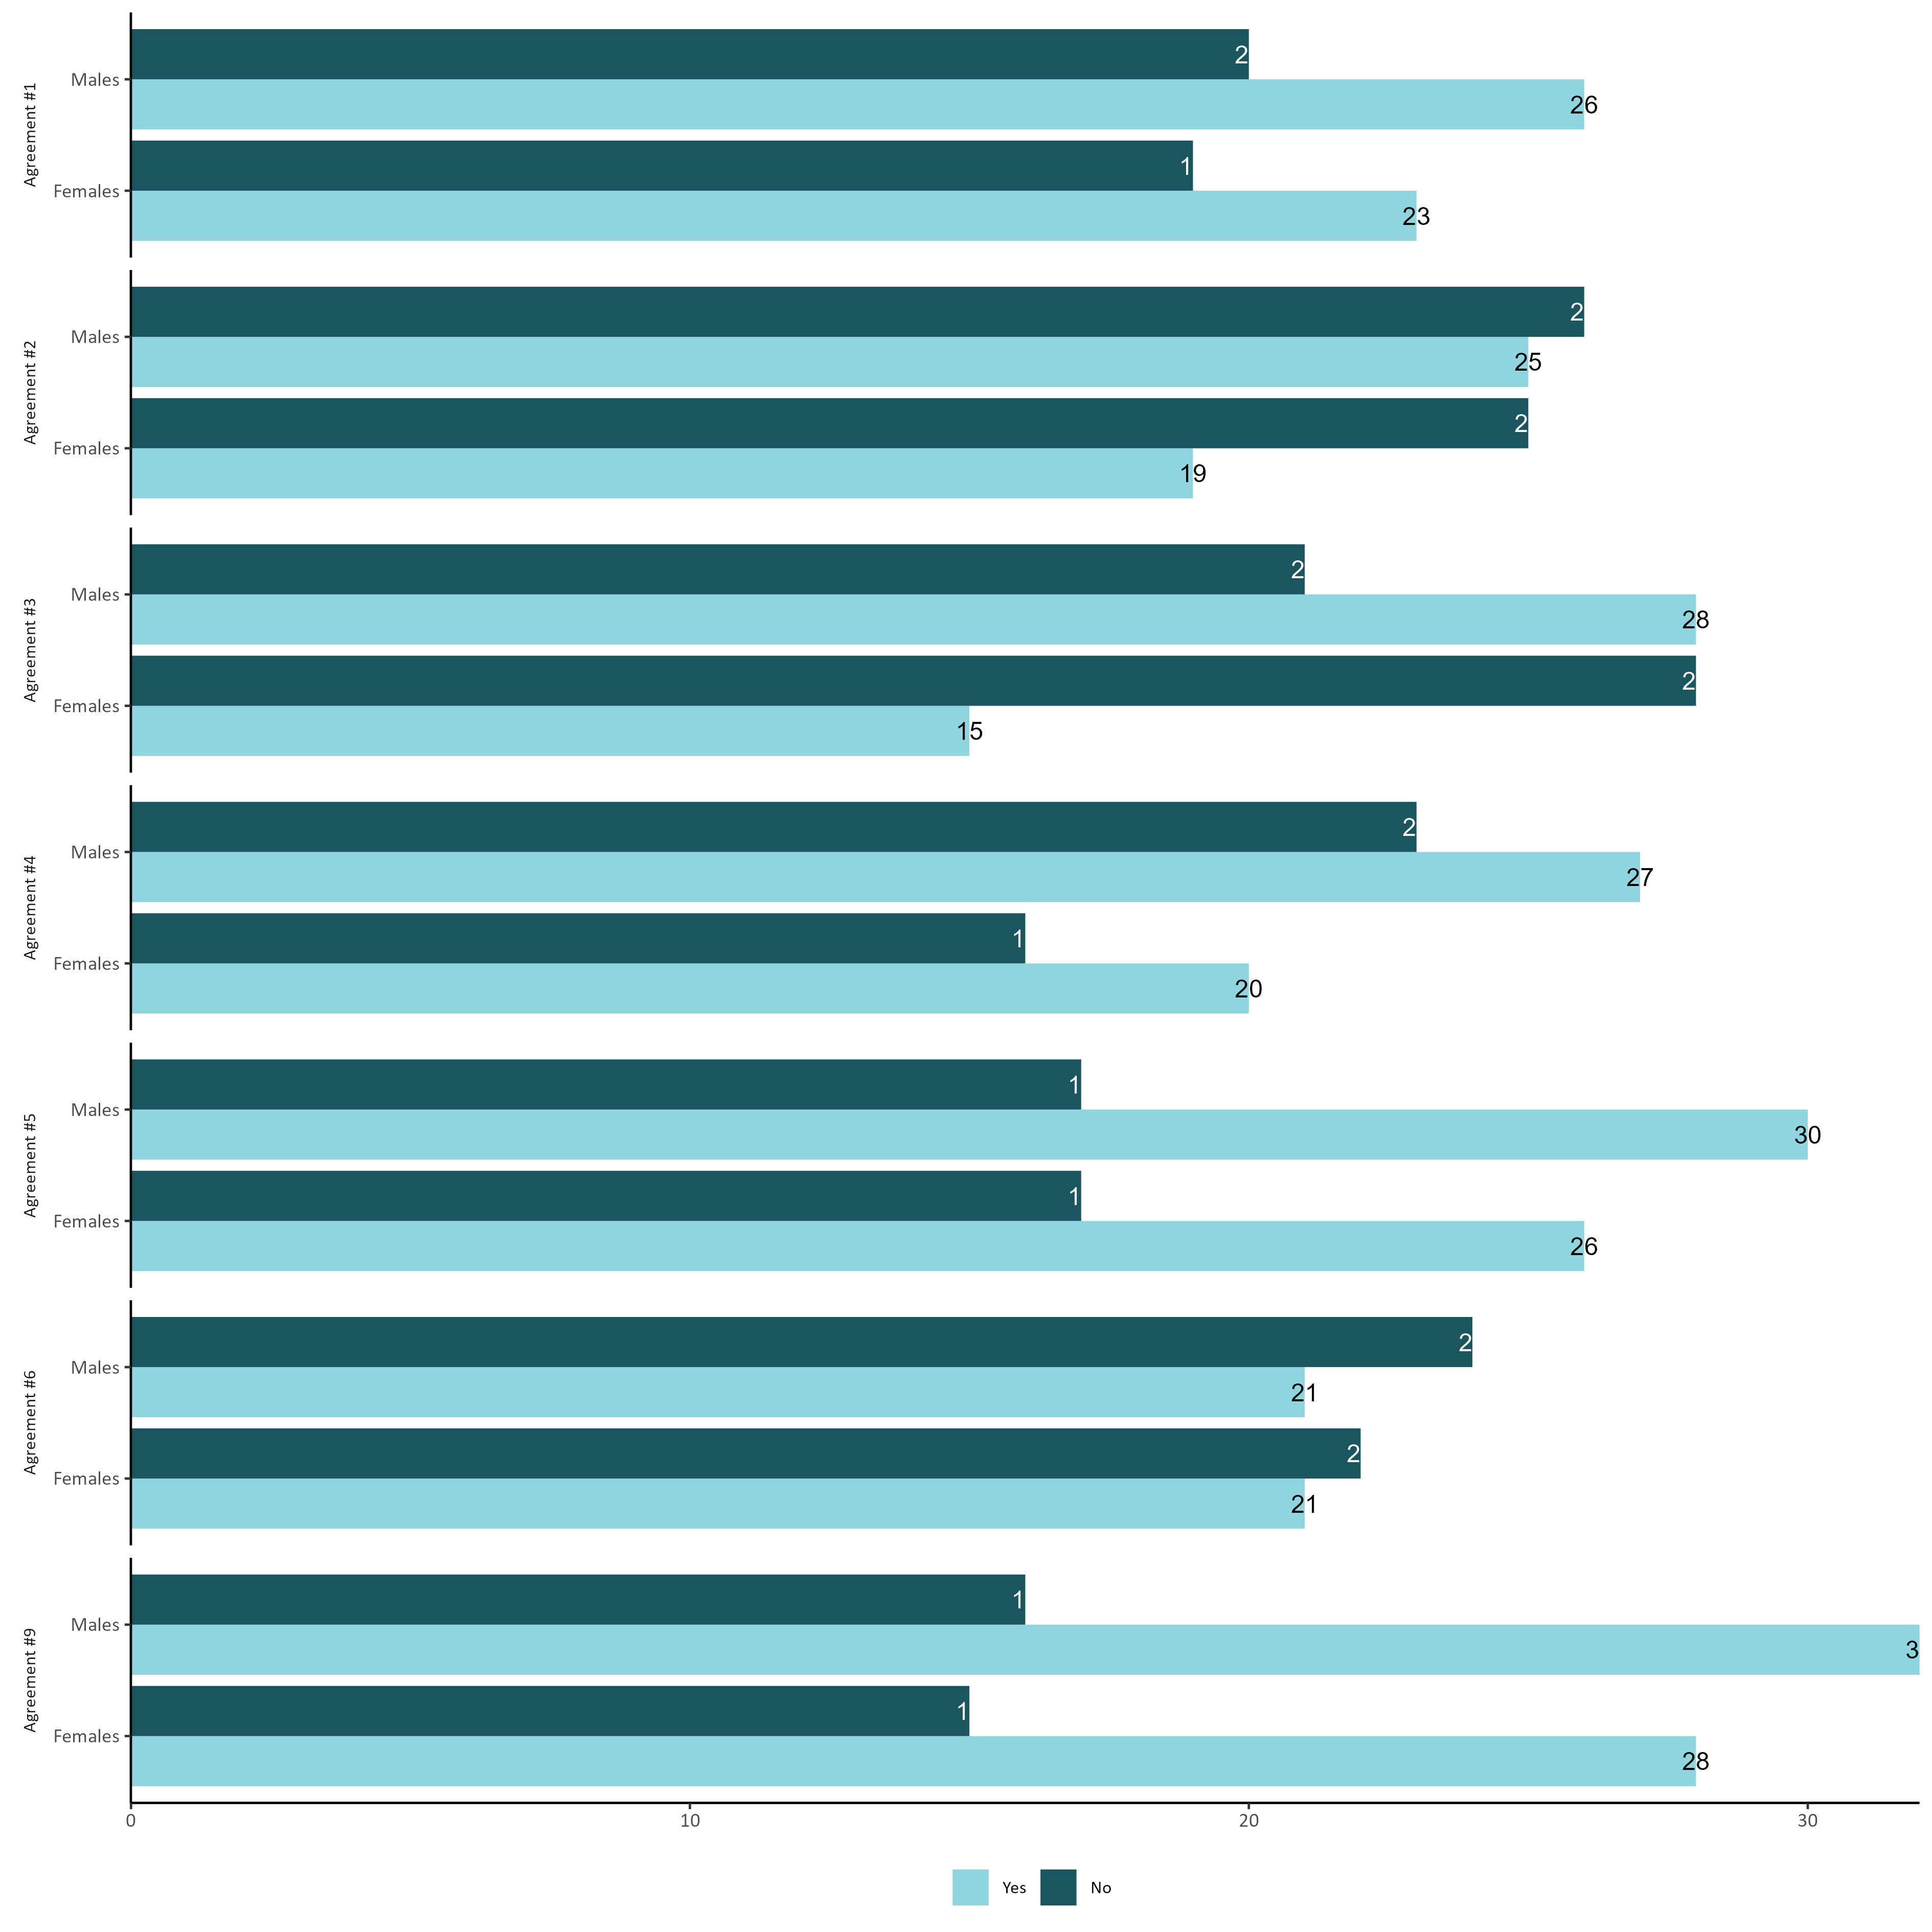 Agreement #1
Males
2
26
Females
1
23
Agreement #2
Males
2
25
Females
2
19
Agreement #3
Males
2
28
Females
2
15
Agreement #4
Males
2
27
Females
1
20
Agreement #5
Males
1
30
Females
1
26
Agreement #6
Males
2
21
Females
2
21
Agreement #9
Males
1
3
Females
1
28
0 10 20 30
Yes No